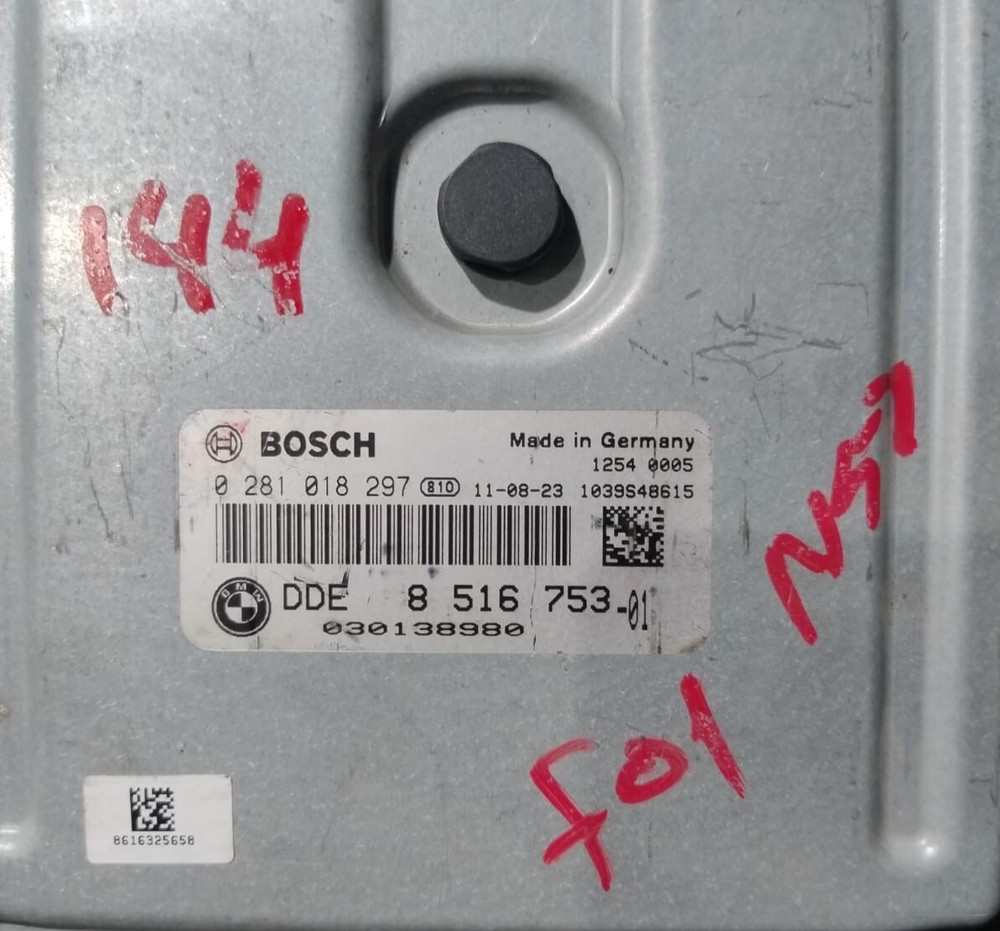 144
BOSCH
Made in Germany
1254 0005
0 281 018 297 810 11-08-23 1039S48615
BMW
DDE 8 516 753-01
030138980
N57
F01
8616325658